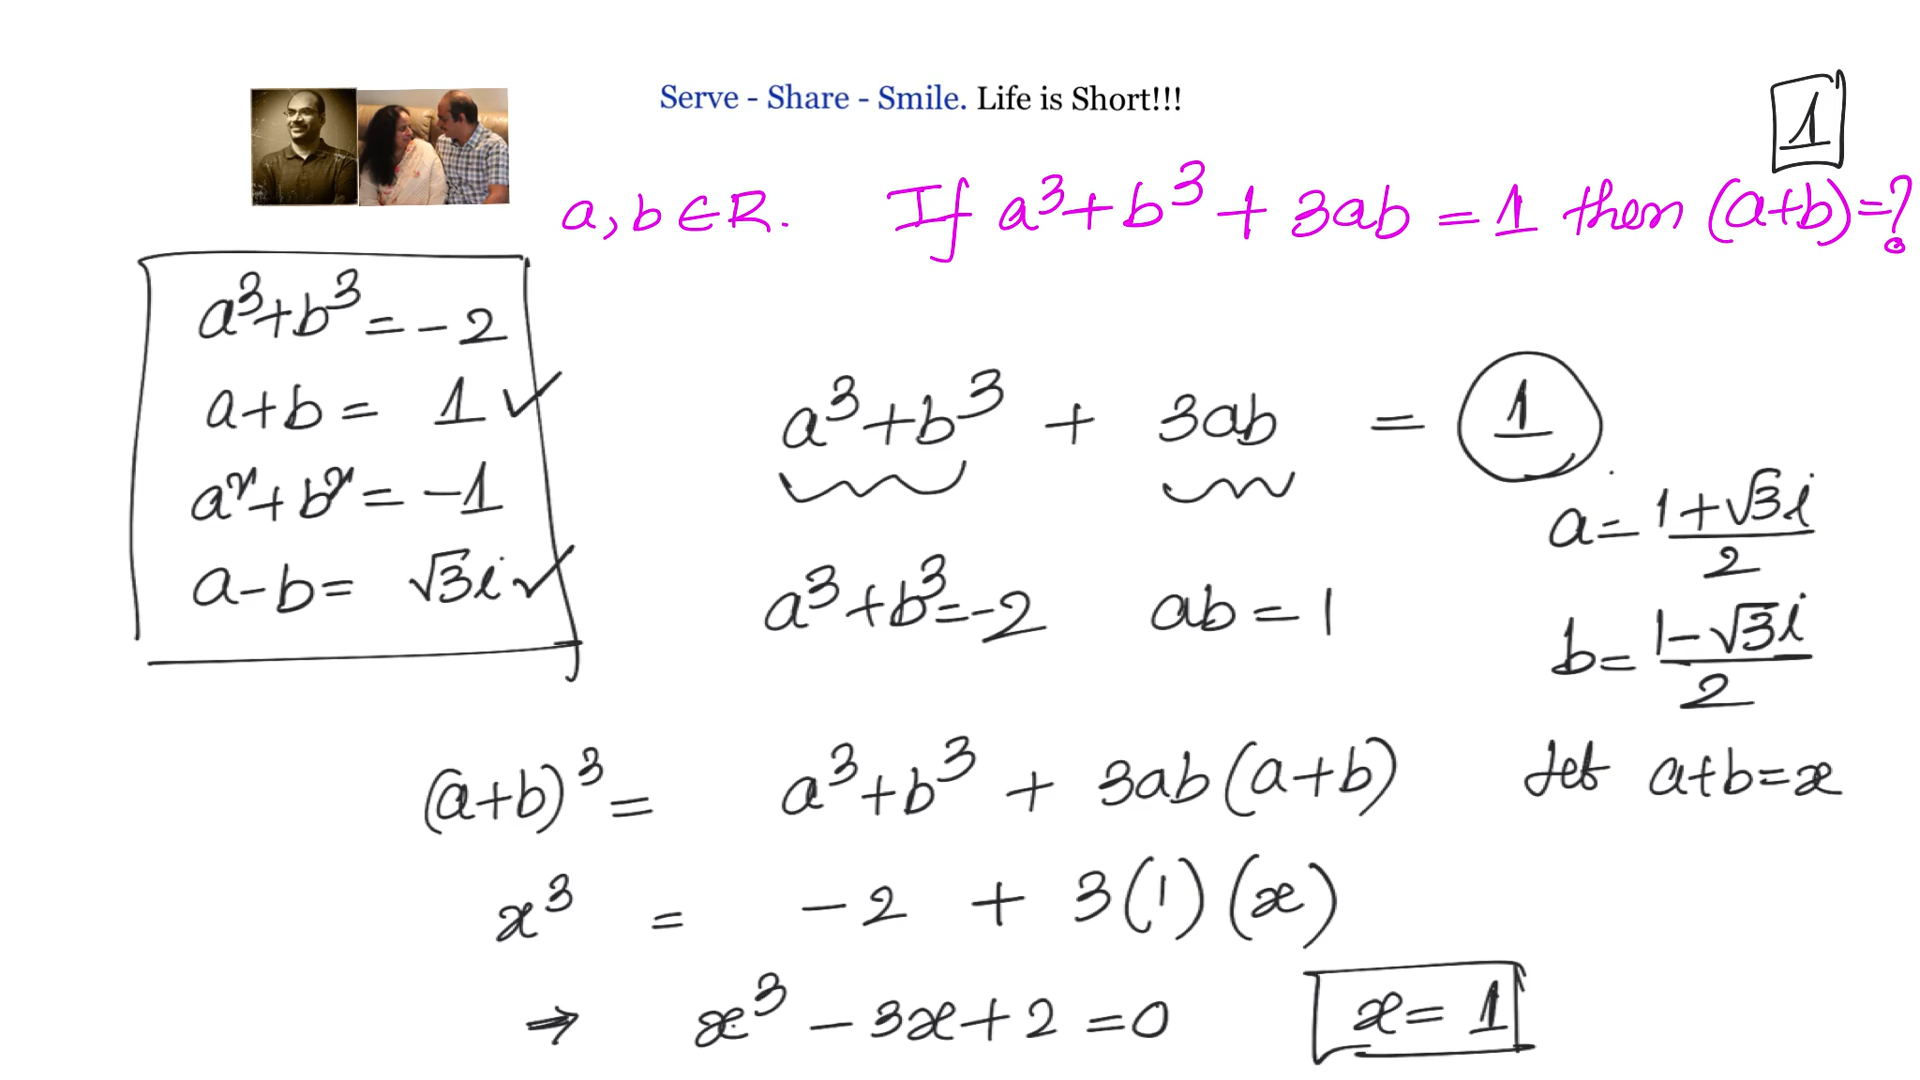 Serve - Share - Smile. Life is Short!!!
1
a, b ∈ R. If a³+b³+3ab = 1 then (a+b)=?
a³+b³ = -2
a+b = 1 ✓
a²+b² = -1
a-b = √3i ✓
a³+b³ + 3ab = 1
a³+b³=-2 ab = 1
a= 1+√3i / 2
b= 1-√3i / 2
(a+b)³ = a³+b³ + 3ab(a+b) Let a+b=x
x³ = -2 + 3(1)(x)
⇒ x³ - 3x+2 =0 x= 1